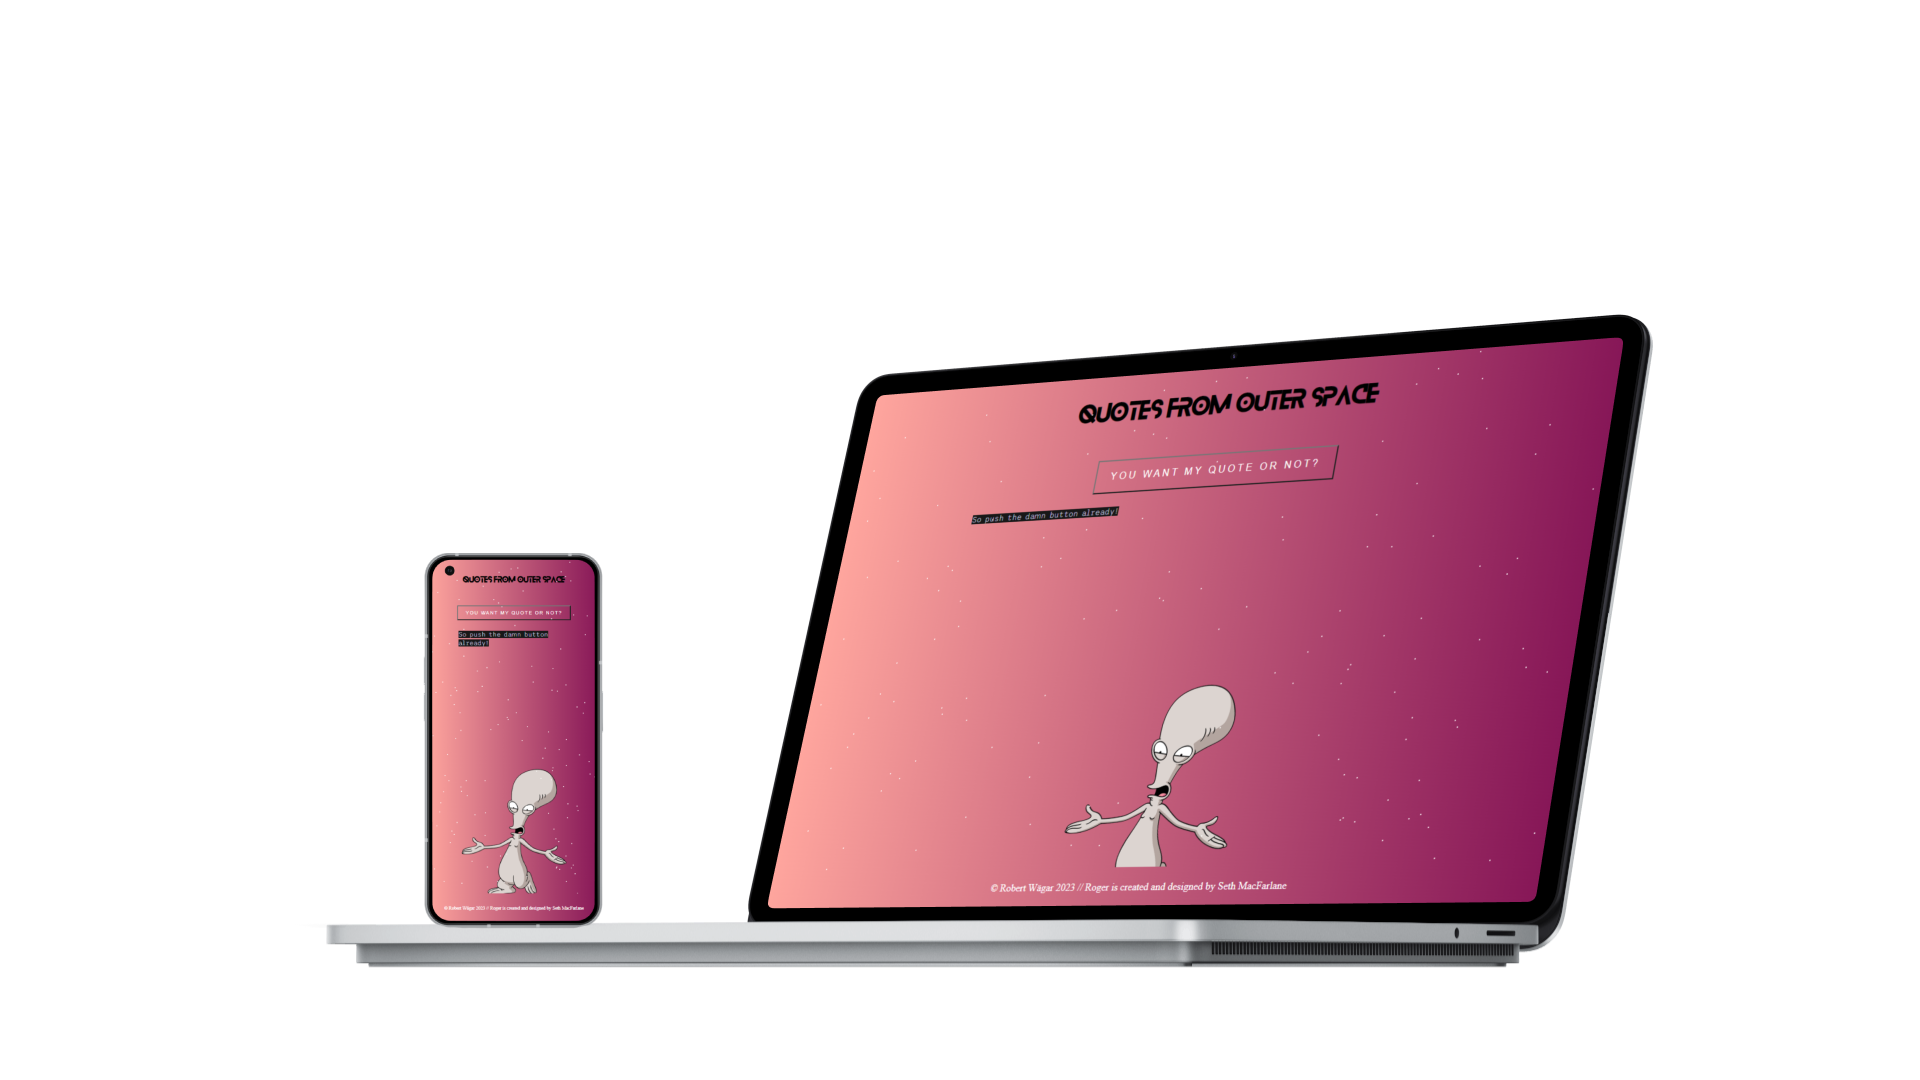 QUOTES FROM OUTER SPACE
YOU WANT MY QUOTE OR NOT?
So push the damn button
already!
© Robert Wägar 2023 // Roger is created and designed by Seth MacFarlane
QUOTES FROM OUTER SPACE
YOU WANT MY QUOTE OR NOT?
So push the damn button already!
© Robert Wägar 2023 // Roger is created and designed by Seth MacFarlane